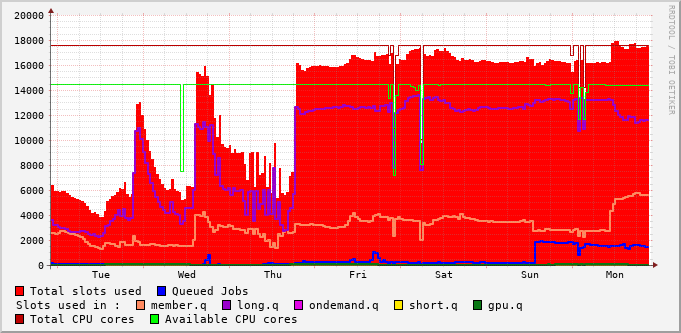 20000
18000
16000
14000
12000
10000
8000
6000
4000
2000
0
Tue Wed Thu Fri Sat Sun Mon
RRDTOOL / TOBI OETIKER
Total slots used Queued Jobs
Slots used in : member.q long.q ondemand.q short.q gpu.q
Total CPU cores Available CPU cores